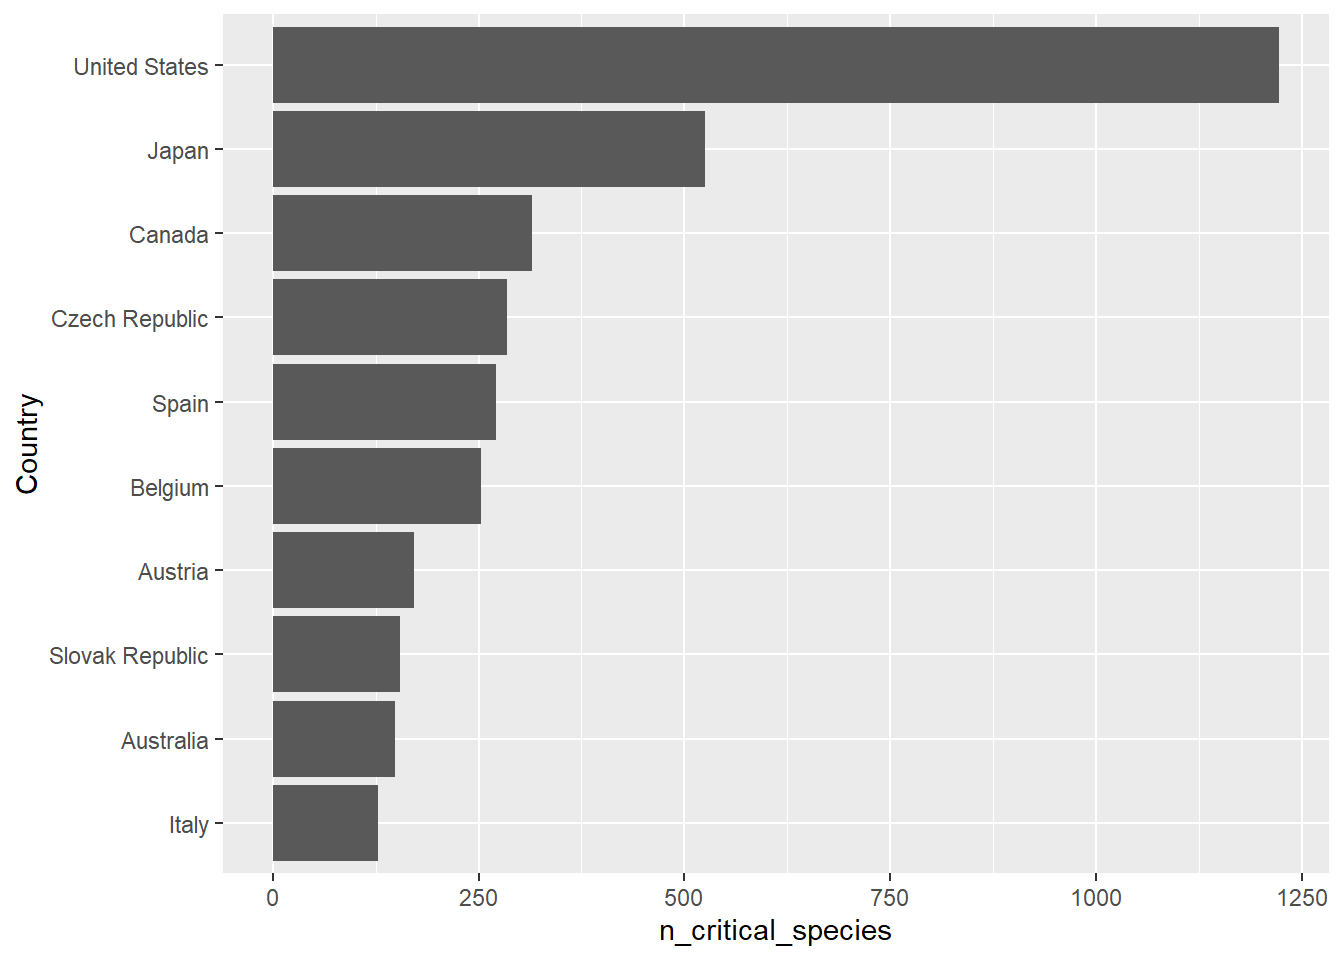 United States
Japan
Canada
Czech Republic
Spain
Belgium
Austria
Slovak Republic
Australia
Italy
Country
0 250 500 750 1000 1250
n_critical_species